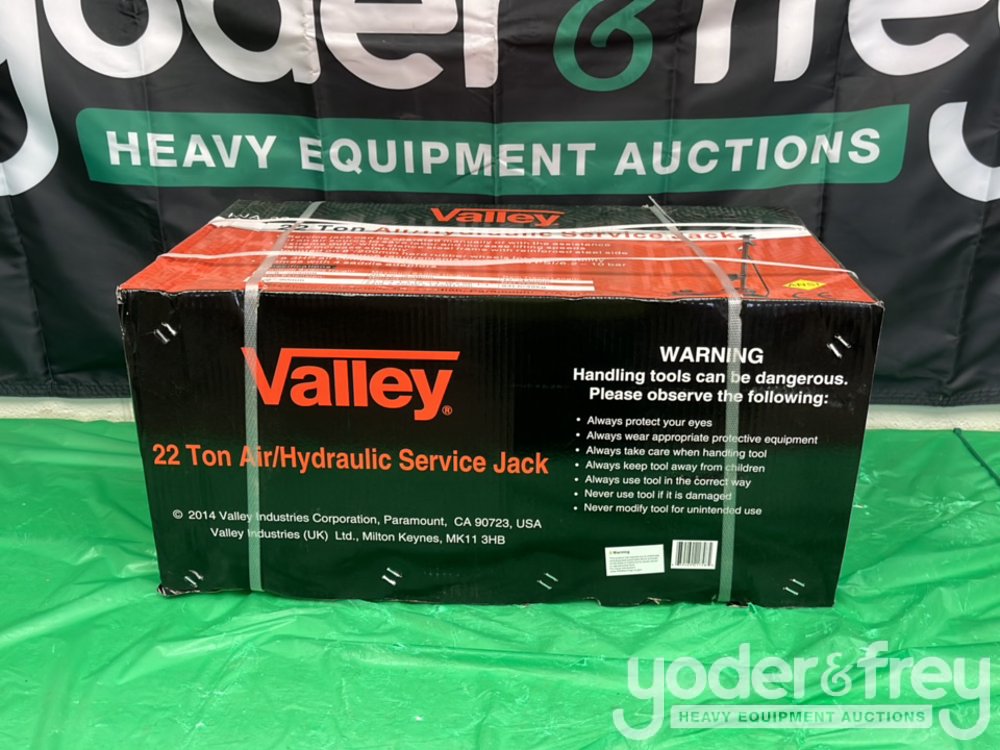 yoder & frey
HEAVY EQUIPMENT AUCTIONS
Valley
22 Ton Air/Hydraulic Service Jack
ANSI
Valley®
22 Ton Air/Hydraulic Service Jack
© 2014 Valley Industries Corporation, Paramount, CA 90723, USA
Valley Industries (UK) Ltd., Milton Keynes, MK11 3HB
WARNING
Handling tools can be dangerous.
Please observe the following:
• Always protect your eyes
• Always wear appropriate protective equipment
• Always take care when handling tool
• Always keep tool away from children
• Always use tool in the correct way
• Never use tool if it is damaged
• Never modify tool for unintended use
Warning
yoder & frey
HEAVY EQUIPMENT AUCTIONS